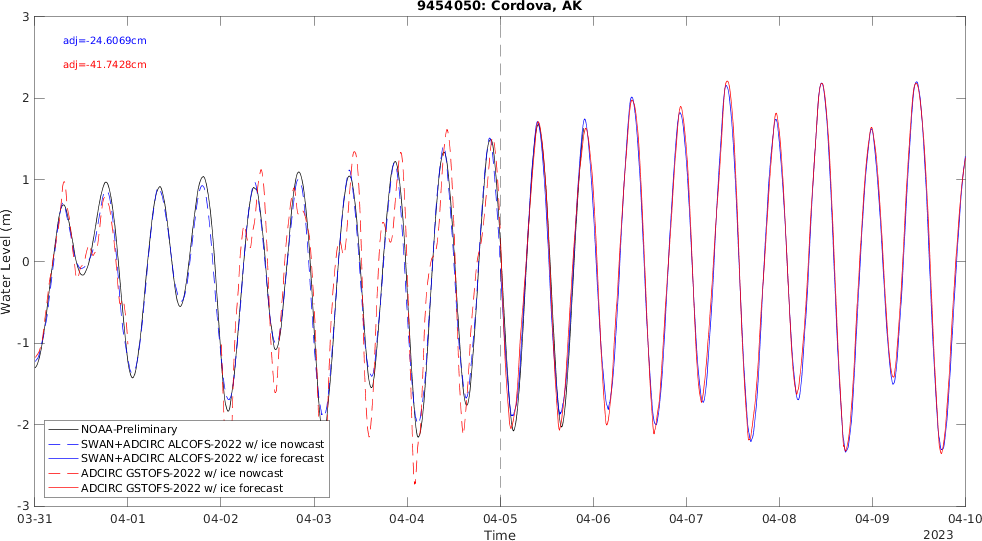 9454050: Cordova, AK
3
adj=-24.6069cm
adj=-41.7428cm
2
1
0
-1
-2
-3
Water Level (m)
NOAA-Preliminary
SWAN+ADCIRC ALCOFS-2022 w/ ice nowcast
SWAN+ADCIRC ALCOFS-2022 w/ ice forecast
ADCIRC GSTOFS-2022 w/ ice nowcast
ADCIRC GSTOFS-2022 w/ ice forecast
03-31 04-01 04-02 04-03 04-04 04-05 04-06 04-07 04-08 04-09 04-10
Time
2023